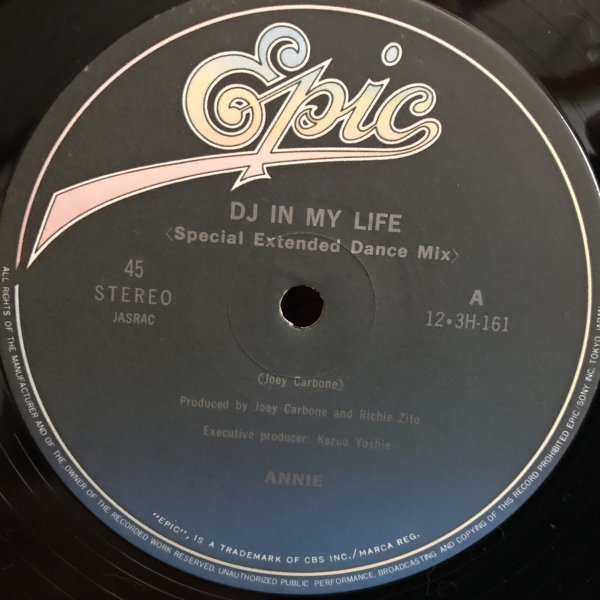 Epic
DJ IN MY LIFE
〈Special Extended Dance Mix〉
45
STEREO
JASRAC
A
12•3H-161
(Joey Carbone)
Produced by Joey Carbone and Richie Zito
Executive producer: Kazuo Yoshie
ANNIE
"EPIC", IS A TRADEMARK OF CBS INC./MARCA REG.
ALL RIGHTS OF THE MANUFACTURER AND OF THE OWNER OF THE RECORDED WORK RESERVED, UNAUTHORIZED PUBLIC PERFORMANCE, BROADCASTING AND COPYING OF THIS RECORD PROHIBITED EPIC/SONY INC. TOKYO, JAPAN